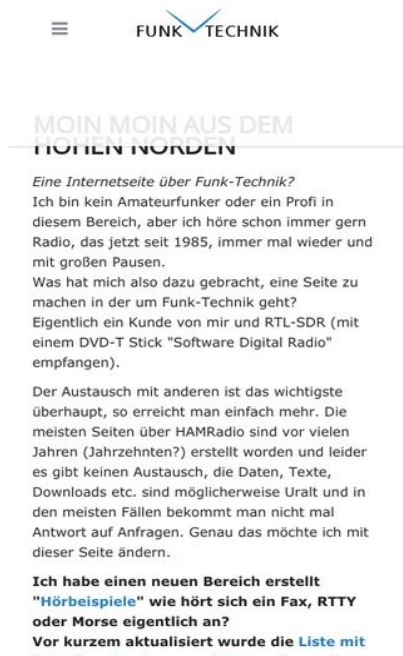 FUNK TECHNIK
MOIN MOIN AUS DEM
HOHEN NORDEN
Eine Internetseite über Funk-Technik?
Ich bin kein Amateurfunker oder ein Profi in
diesem Bereich, aber ich höre schon immer gern
Radio, das jetzt seit 1985, immer mal wieder und
mit großen Pausen.
Was hat mich also dazu gebracht, eine Seite zu
machen in der um Funk-Technik geht?
Eigentlich ein Kunde von mir und RTL-SDR (mit
einem DVD-T Stick "Software Digital Radio"
empfangen).
Der Austausch mit anderen ist das wichtigste
überhaupt, so erreicht man einfach mehr. Die
meisten Seiten über HAMRadio sind vor vielen
Jahren (Jahrzehnten?) erstellt worden und leider
es gibt keinen Austausch, die Daten, Texte,
Downloads etc. sind möglicherweise Uralt und in
den meisten Fällen bekommt man nicht mal
Antwort auf Anfragen. Genau das möchte ich mit
dieser Seite ändern.
Ich habe einen neuen Bereich erstellt
"Hörbeispiele" wie hört sich ein Fax, RTTY
oder Morse eigentlich an?
Vor kurzem aktualisiert wurde die Liste mit